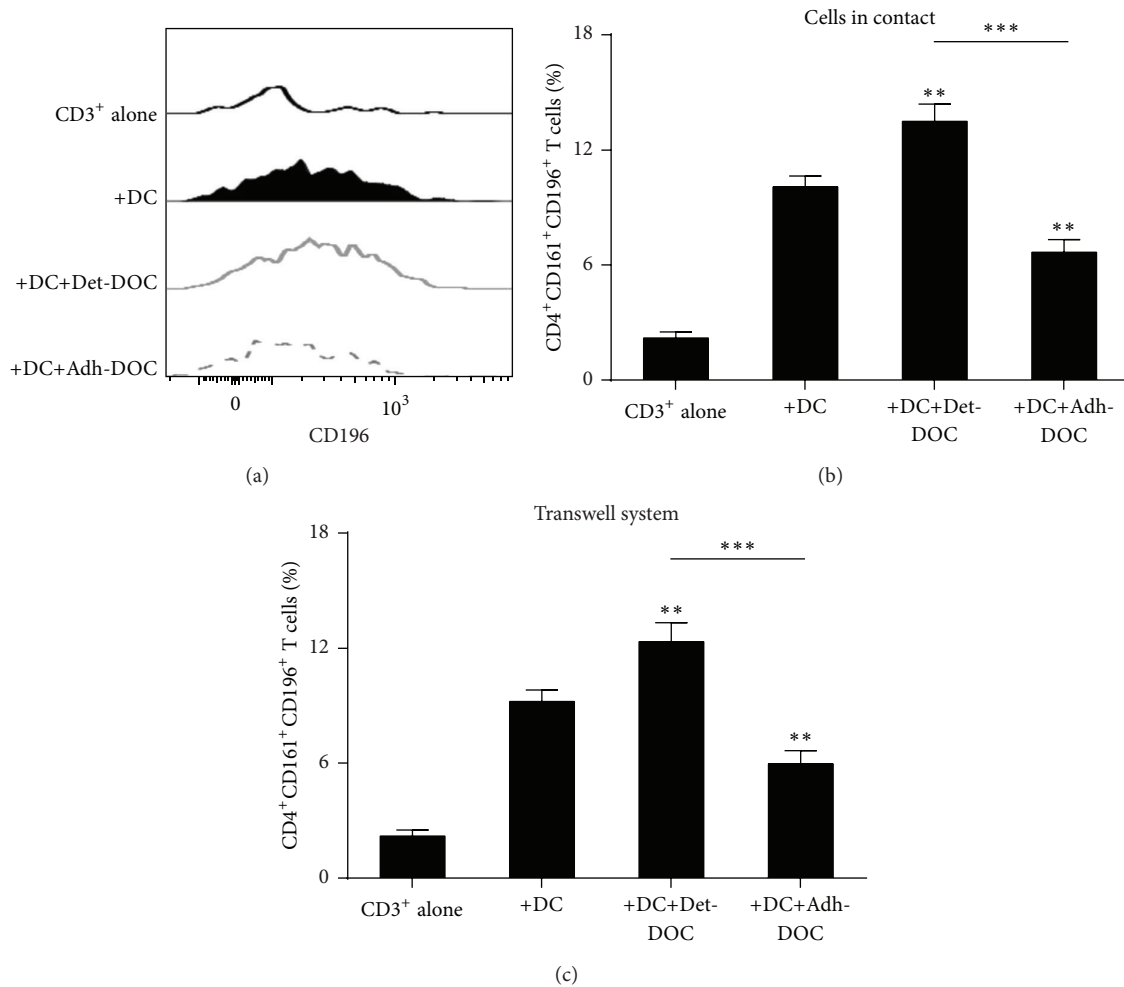 CD3⁺ alone
+DC
+DC+Det-DOC
+DC+Adh-DOC
0
10³
CD196
(a)
Cells in contact
***
18
12
6
0
CD4⁺CD161⁺CD196⁺ T cells (%)
**
**
CD3⁺ alone
+DC
+DC+Det-
DOC
+DC+Adh-
DOC
(b)
Transwell system
***
18
12
6
0
CD4⁺CD161⁺CD196⁺ T cells (%)
**
**
CD3⁺ alone
+DC
+DC+Det-
DOC
+DC+Adh-
DOC
(c)